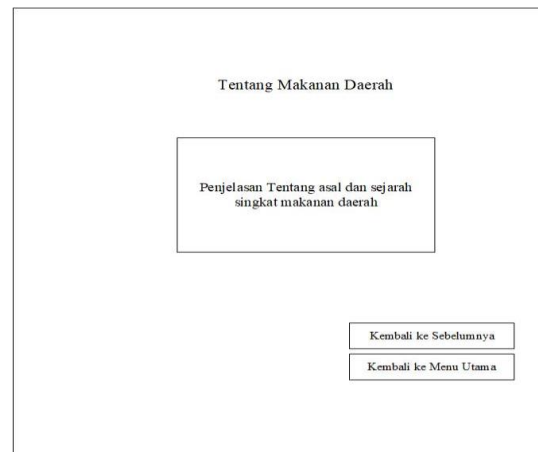 Tentang Makanan Daerah
Penjelasan Tentang asal dan sejarah
singkat makanan daerah
Kembali ke Sebelumnya
Kembali ke Menu Utama